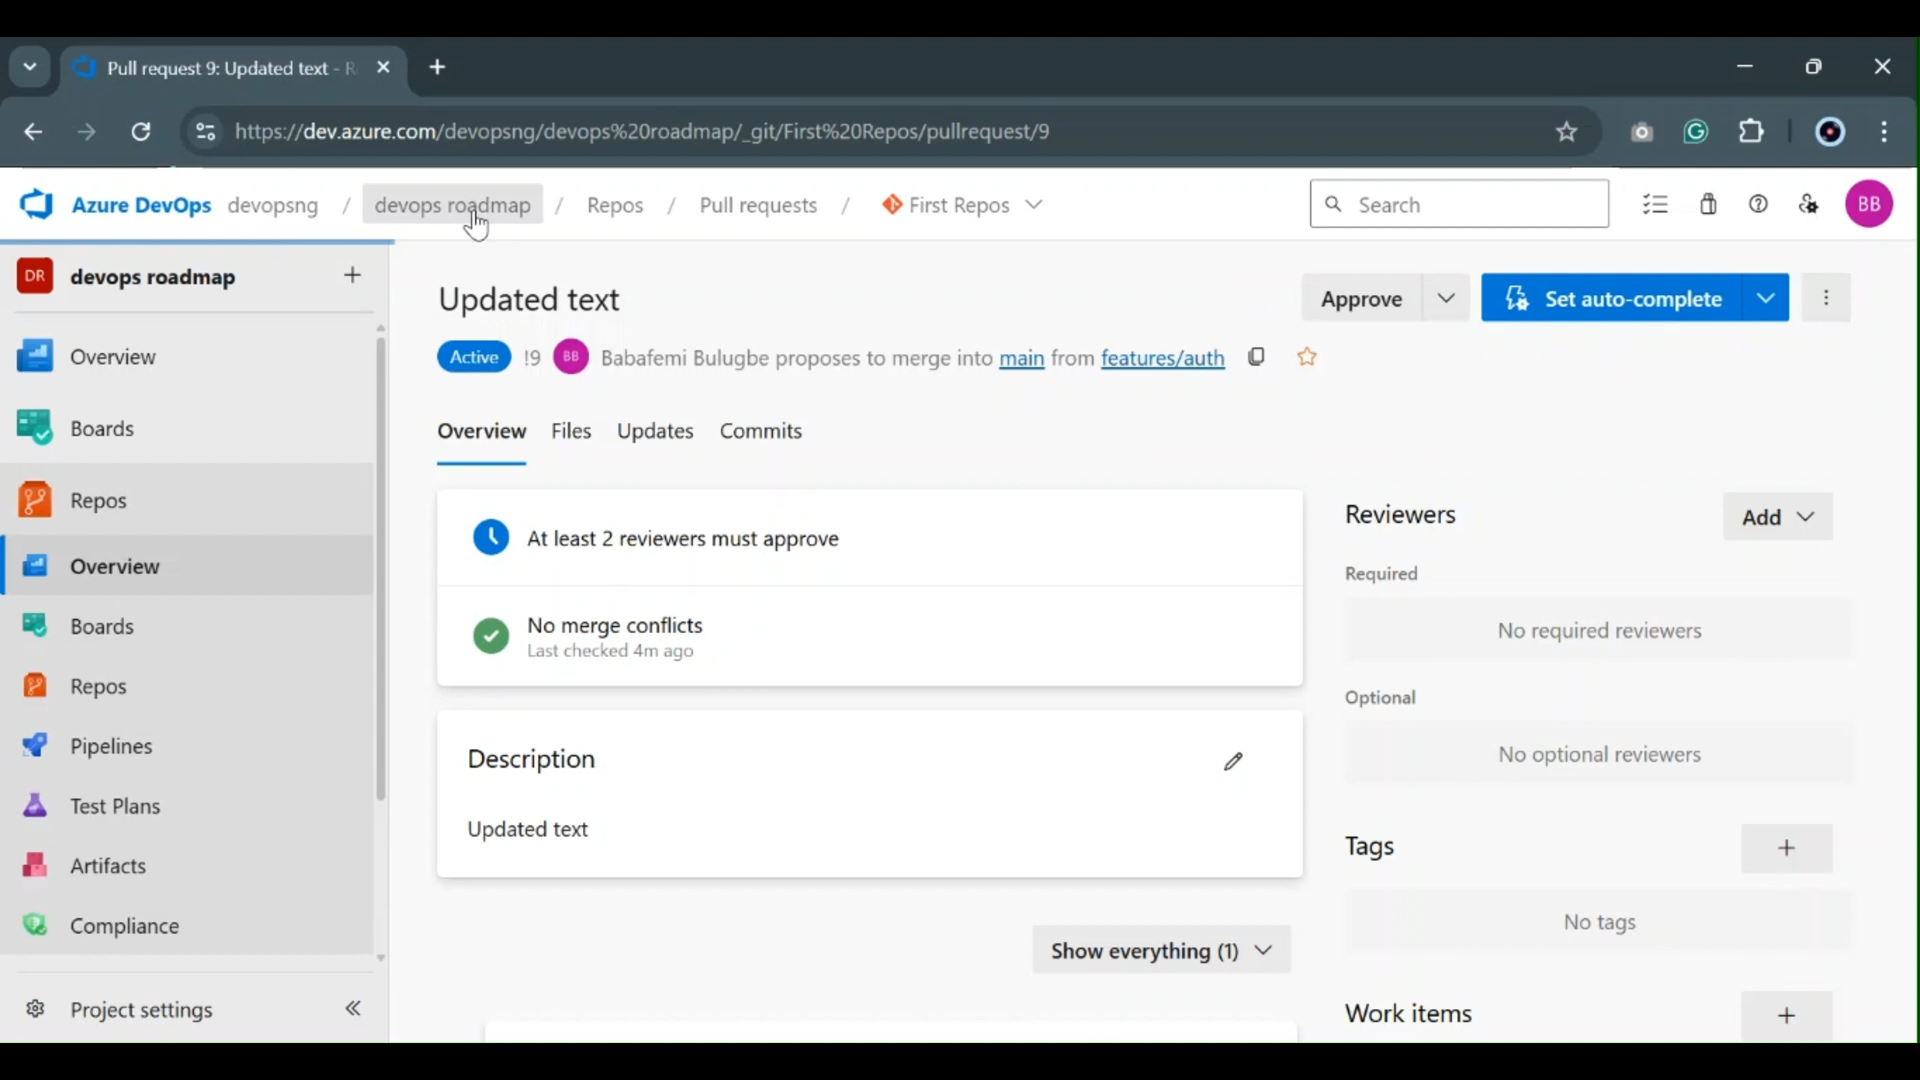 Pull request 9: Updated text - R
https://dev.azure.com/devopsng/devops%20roadmap/_git/First%20Repos/pullrequest/9
Azure DevOps devopsng / devops roadmap / Repos / Pull requests / First Repos
Search
BB
DR devops roadmap
Overview
Boards
Repos
Overview
Boards
Repos
Pipelines
Test Plans
Artifacts
Compliance
Project settings
Updated text
Approve
Set auto-complete
Active !9 BB Babafemi Bulugbe proposes to merge into main from features/auth
Overview Files Updates Commits
At least 2 reviewers must approve
No merge conflicts
Last checked 4m ago
Description
Updated text
Show everything (1)
Reviewers
Add
Required
No required reviewers
Optional
No optional reviewers
Tags
No tags
Work items